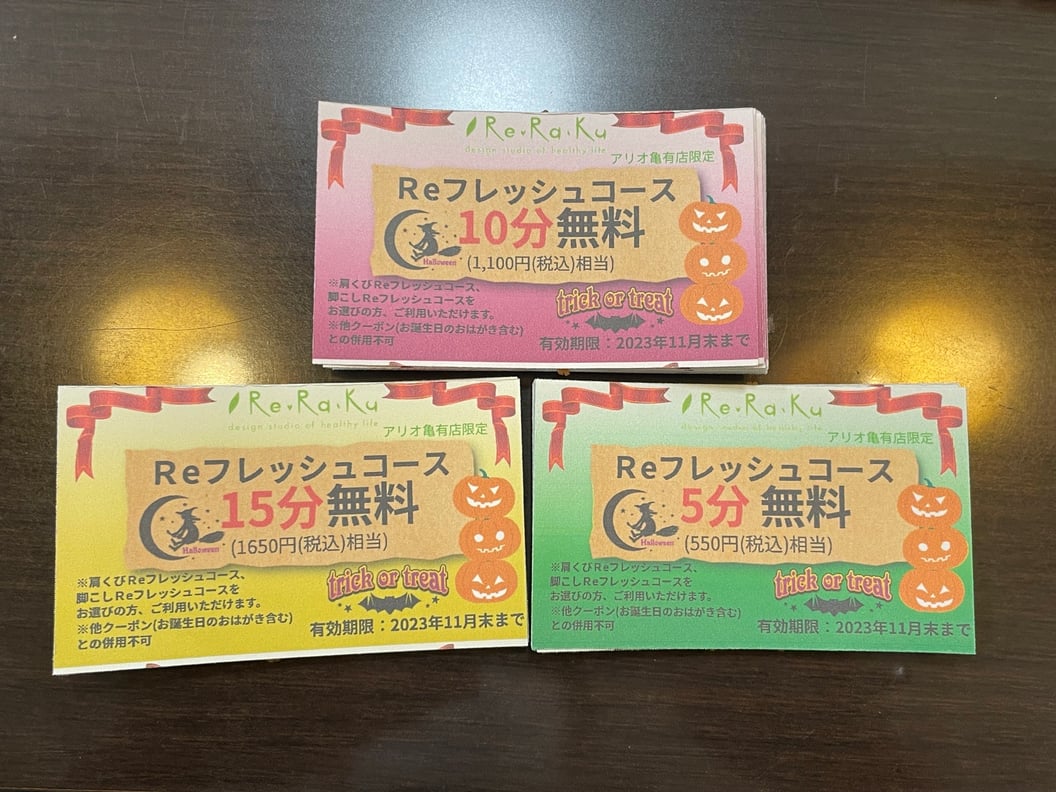 Re・Ra・Ku
design studio of healthy life
アリオ亀有店限定
Reフレッシュコース
10分無料
Halloween
(1,100円(税込)相当)
※肩くびReフレッシュコース、
脚こしReフレッシュコースを
お選びの方、ご利用いただけます。
※他クーポン(お誕生日のおはがき含む)
との併用不可
trick or treat
有効期限：2023年11月末まで
Re・Ra・Ku
design studio of healthy life
アリオ亀有店限定
Reフレッシュコース
15分無料
Halloween
(1650円(税込)相当)
※肩くびReフレッシュコース、
脚こしReフレッシュコースを
お選びの方、ご利用いただけます。
※他クーポン(お誕生日のおはがき含む)
との併用不可
trick or treat
有効期限：2023年11月末まで
Re・Ra・Ku
design studio of healthy life
アリオ亀有店限定
Reフレッシュコース
5分 無料
Halloween
(550円(税込)相当)
※肩くびReフレッシュコース、
脚こしReフレッシュコースを
お選びの方、ご利用いただけます。
※他クーポン(お誕生日のおはがき含む)
との併用不可
trick or treat
有効期限：2023年11月末まで